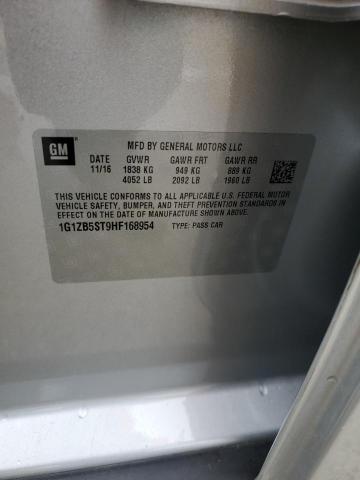 GM
MFD BY GENERAL MOTORS LLC
DATE GVWR GAWR FRT GAWR RR
11/16 1838 KG 949 KG 889 KG
4052 LB 2092 LB 1960 LB
THIS VEHICLE CONFORMS TO ALL APPLICABLE U.S. FEDERAL MOTOR
VEHICLE SAFETY, BUMPER, AND THEFT PREVENTION STANDARDS
IN EFFECT ON THE DATE OF MANUFACTURE SHOWN ABOVE.
1G1ZB5ST9HF168954 TYPE: PASS CAR